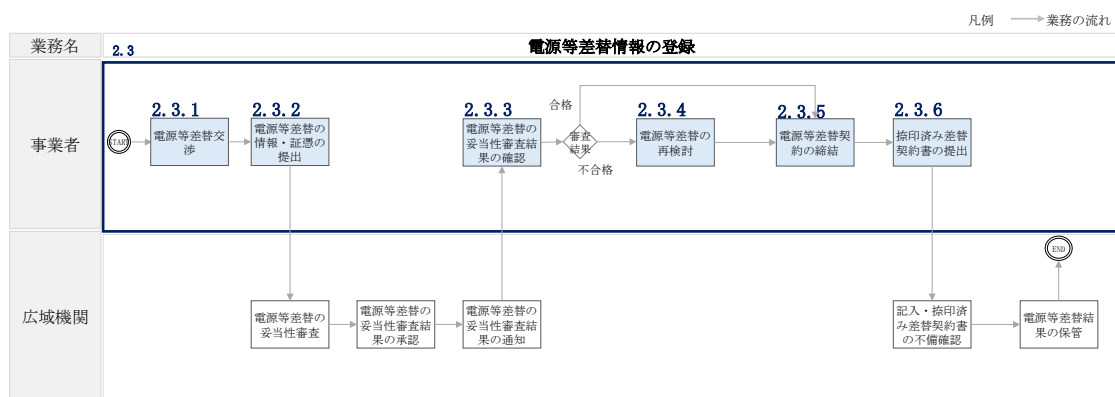 凡例 業務の流れ
業務名 2.3 電源等差替情報の登録
事業者
START
2.3.1
電源等差替交
渉
2.3.2
電源等差替の
情報・証憑の
提出
2.3.3
電源等差替の
妥当性審査結
果の確認
審査
結果
合格
不合格
2.3.4
電源等差替の
再検討
2.3.5
電源等差替契
約の締結
2.3.6
捺印済み差替
契約書の提出
広域機関
電源等差替の
妥当性審査
電源等差替の
妥当性審査結
果の承認
電源等差替の
妥当性審査結
果の通知
記入・捺印済
み差替契約書
の不備確認
電源等差替結
果の保管
END